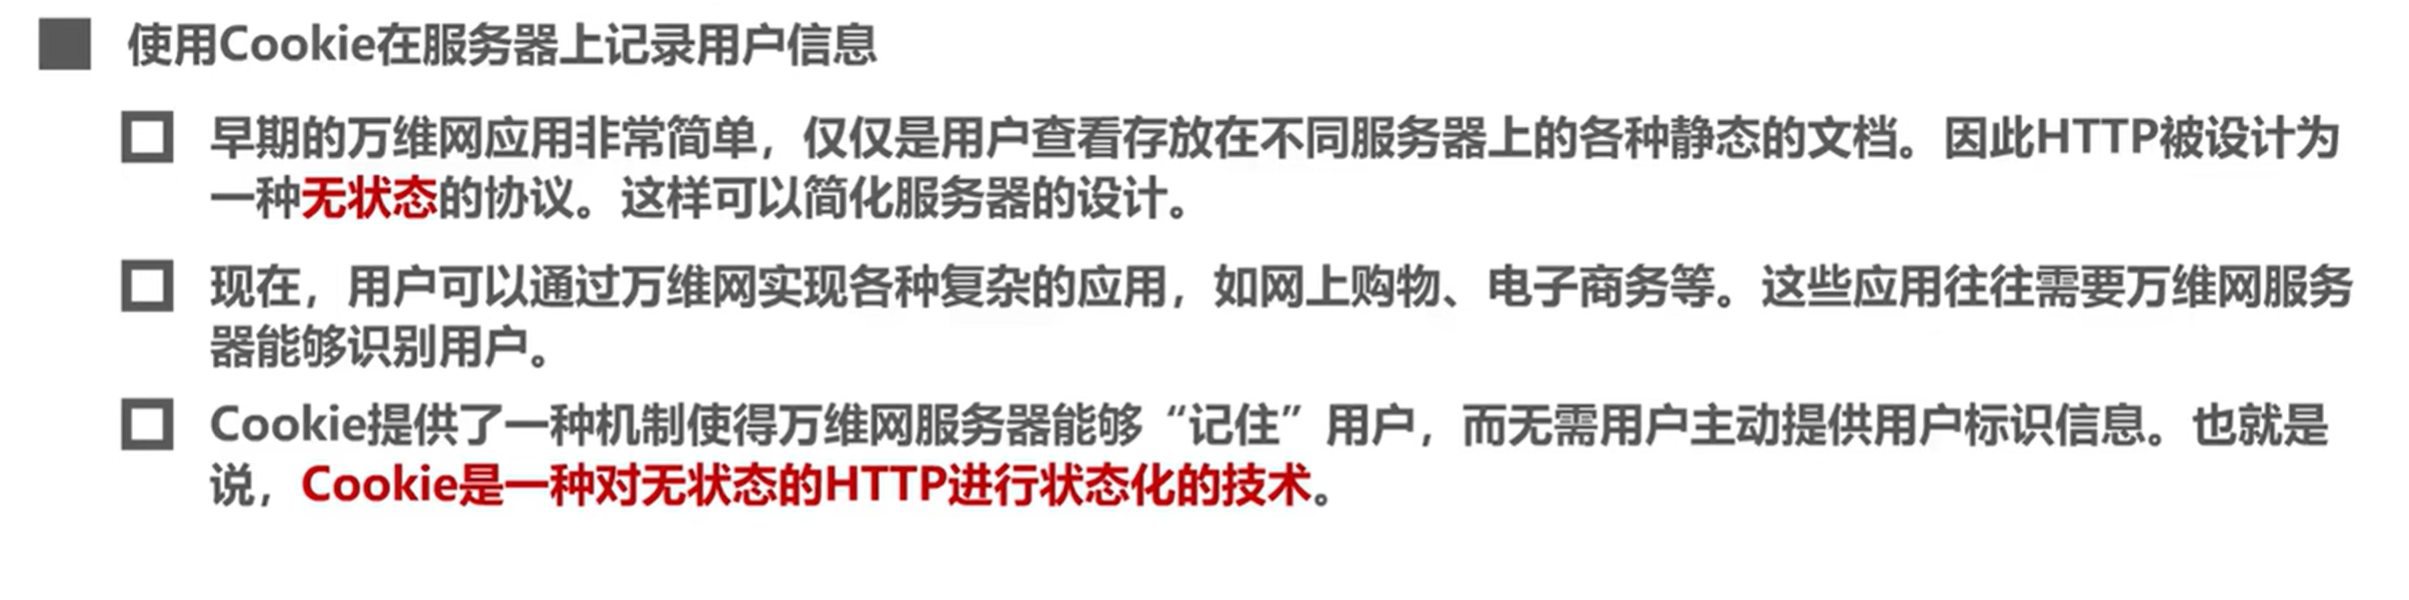 使用Cookie在服务器上记录用户信息
早期的万维网应用非常简单，仅仅是用户查看存放在不同服务器上的各种静态的文档。因此HTTP被设计为
一种无状态的协议。这样可以简化服务器的设计。
现在，用户可以通过万维网实现各种复杂的应用，如网上购物、电子商务等。这些应用往往需要万维网服务
器能够识别用户。
Cookie提供了一种机制使得万维网服务器能够“记住”用户，而无需用户主动提供用户标识信息。也就是
说，Cookie是一种对无状态的HTTP进行状态化的技术。